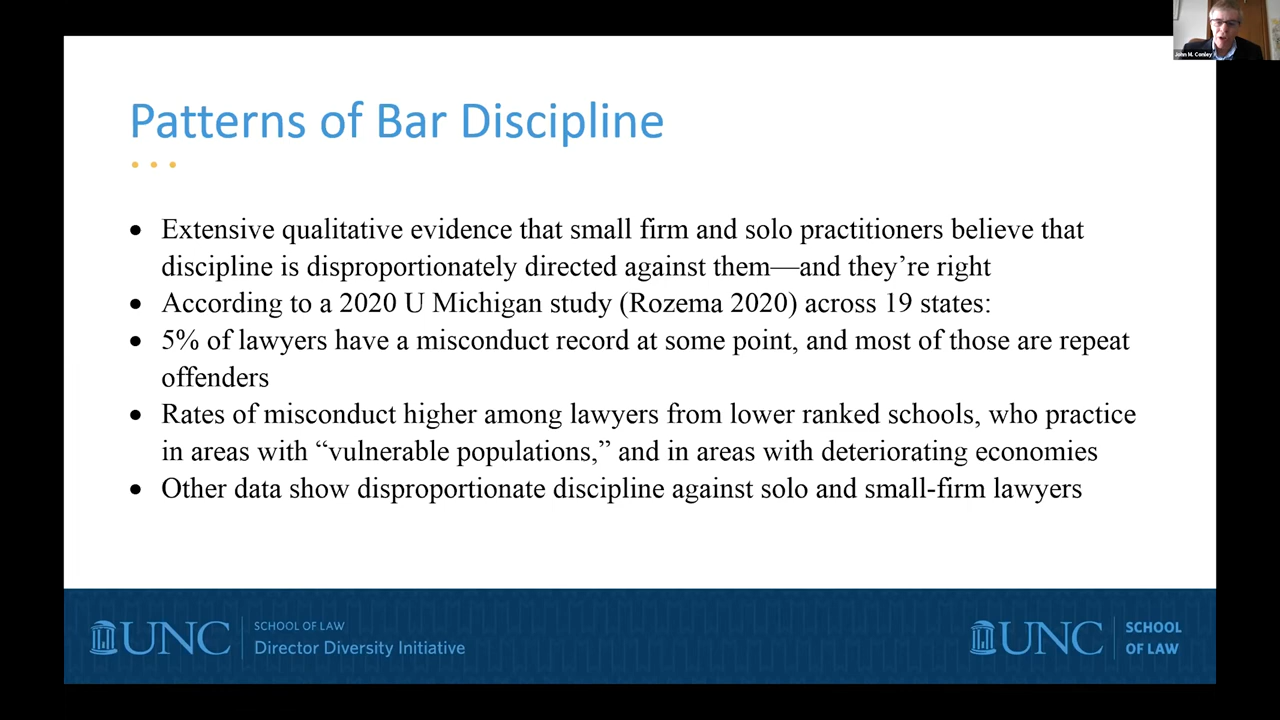 John M. Conley
Patterns of Bar Discipline
• Extensive qualitative evidence that small firm and solo practitioners believe that
discipline is disproportionately directed against them—and they’re right
• According to a 2020 U Michigan study (Rozema 2020) across 19 states:
• 5% of lawyers have a misconduct record at some point, and most of those are repeat
offenders
• Rates of misconduct higher among lawyers from lower ranked schools, who practice
in areas with “vulnerable populations,” and in areas with deteriorating economies
• Other data show disproportionate discipline against solo and small-firm lawyers
UNC
SCHOOL OF LAW
Director Diversity Initiative
UNC
SCHOOL
OF LAW